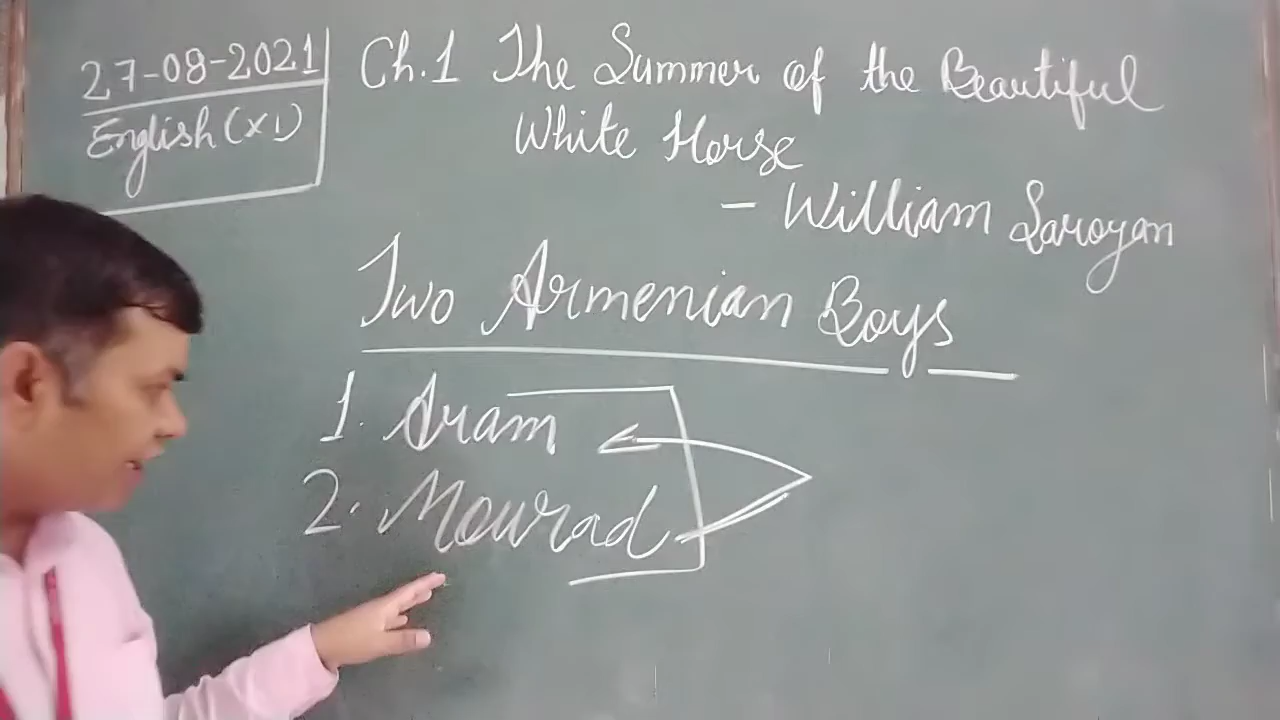 27-08-2021
English (XI)
Ch.1 The Summer of the Beautiful
White Horse
- William Saroyan
Two Armenian Boys
1. Aram
2. Mourad